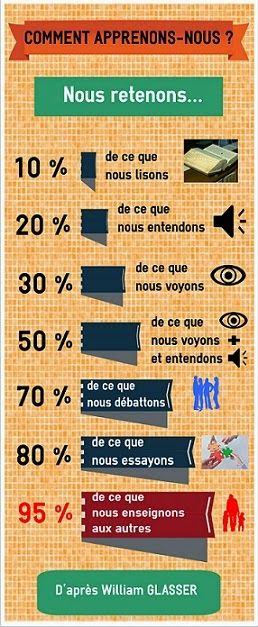 COMMENT APPRENONS-NOUS ?
Nous retenons...
10 %
de ce que
nous lisons
20 %
de ce que
nous entendons
30 %
de ce que
nous voyons
50 %
de ce que
nous voyons +
et entendons
70 %
de ce que
nous débattons
80 %
de ce que
nous essayons
95 %
de ce que
nous enseignons
aux autres
D'après William GLASSER